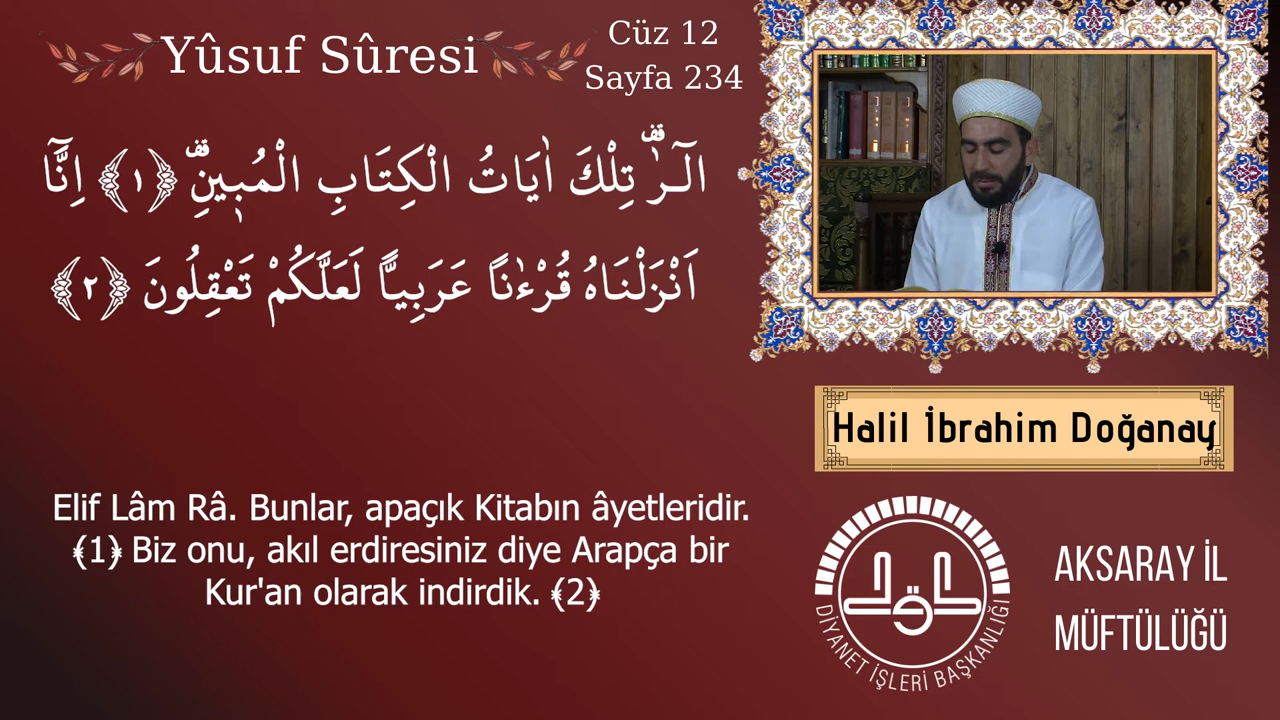 Yûsuf Sûresi
Cüz 12
Sayfa 234
الٓـرٰۚ تِلْكَ اٰيَاتُ الْكِتَابِ الْمُب۪ينِۚ ﴿١﴾ اِنَّٓا
اَنْزَلْنَاهُ قُرْءٰناً عَرَبِياًّ لَعَلَّكُمْ تَعْقِلُونَ ﴿٢﴾
Elif Lâm Râ. Bunlar, apaçık Kitabın âyetleridir.
﴾1﴿ Biz onu, akıl erdiresiniz diye Arapça bir
Kur'an olarak indirdik. ﴾2﴿
Halil İbrahim Doğanay
DİYANET İŞLERİ BAŞKANLIĞI
AKSARAY İL
MÜFTÜLÜĞÜ